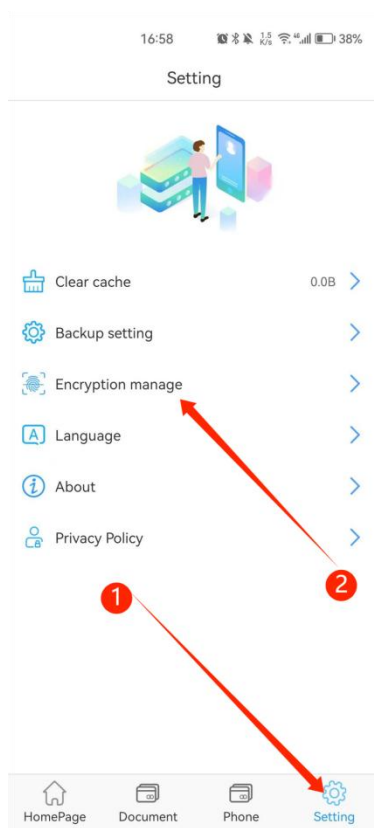 16:58 1.5 K/s 38%
Setting
Clear cache 0.0B
Backup setting
Encryption manage
A Language
i About
Privacy Policy
2
1
HomePage Document Phone Setting